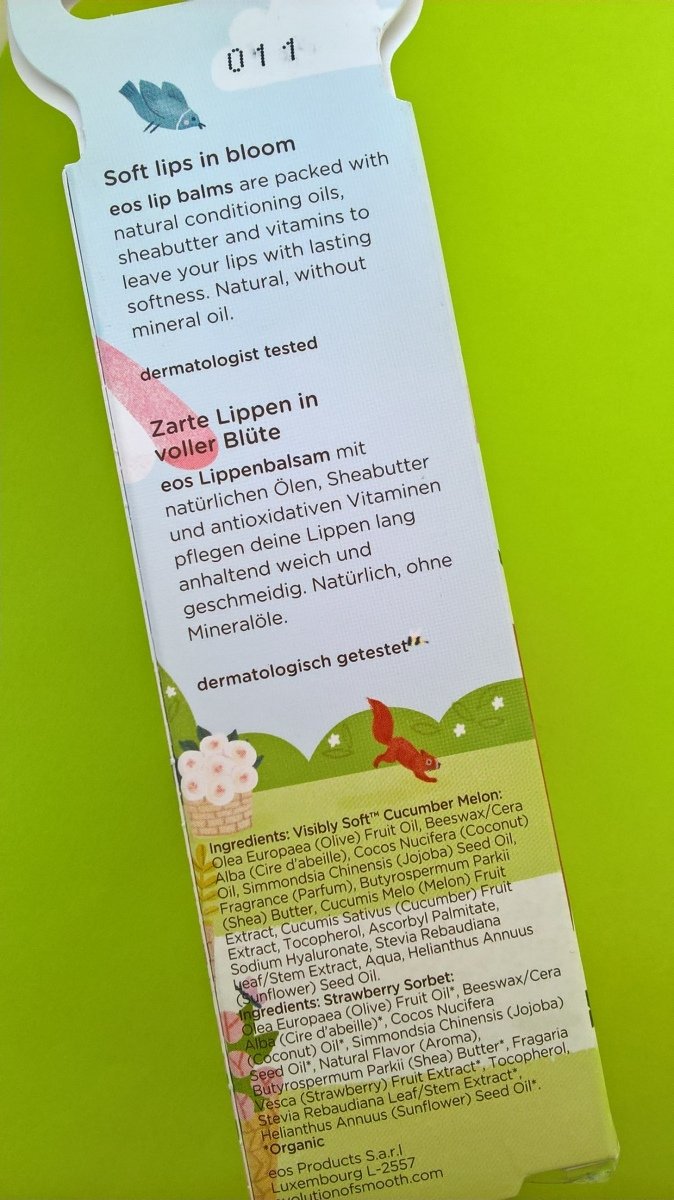 011
Soft lips in bloom
eos lip balms are packed with
natural conditioning oils,
sheabutter and vitamins to
leave your lips with lasting
softness. Natural, without
mineral oil.
dermatologist tested
Zarte Lippen in
voller Blüte
eos Lippenbalsam mit
natürlichen Ölen, Sheabutter
und antioxidativen Vitaminen
pflegen deine Lippen lang
anhaltend weich und
geschmeidig. Natürlich, ohne
Mineralöle.
dermatologisch getestet
Ingredients: Visibly Soft™ Cucumber Melon:
Olea Europaea (Olive) Fruit Oil, Beeswax/Cera
Alba (Cire d'abeille), Cocos Nucifera (Coconut)
Oil, Simmondsia Chinensis (Jojoba) Seed Oil,
Fragrance (Parfum), Butyrospermum Parkii
(Shea) Butter, Cucumis Melo (Melon) Fruit
Extract, Cucumis Sativus (Cucumber) Fruit
Extract, Tocopherol, Ascorbyl Palmitate,
Sodium Hyaluronate, Stevia Rebaudiana
Leaf/Stem Extract, Aqua, Helianthus Annuus
(Sunflower) Seed Oil.
Ingredients: Strawberry Sorbet:
Olea Europaea (Olive) Fruit Oil*, Beeswax/Cera
Alba (Cire d'abeille)*, Cocos Nucifera
(Coconut) Oil*, Simmondsia Chinensis (Jojoba)
Seed Oil*, Natural Flavor (Aroma),
Butyrospermum Parkii (Shea) Butter*, Fragaria
Vesca (Strawberry) Fruit Extract*, Tocopherol,
Stevia Rebaudiana Leaf/Stem Extract*,
Helianthus Annuus (Sunflower) Seed Oil*.
*Organic
eos Products S.a.r.l
Luxembourg L-2557
evolutionofsmooth.com